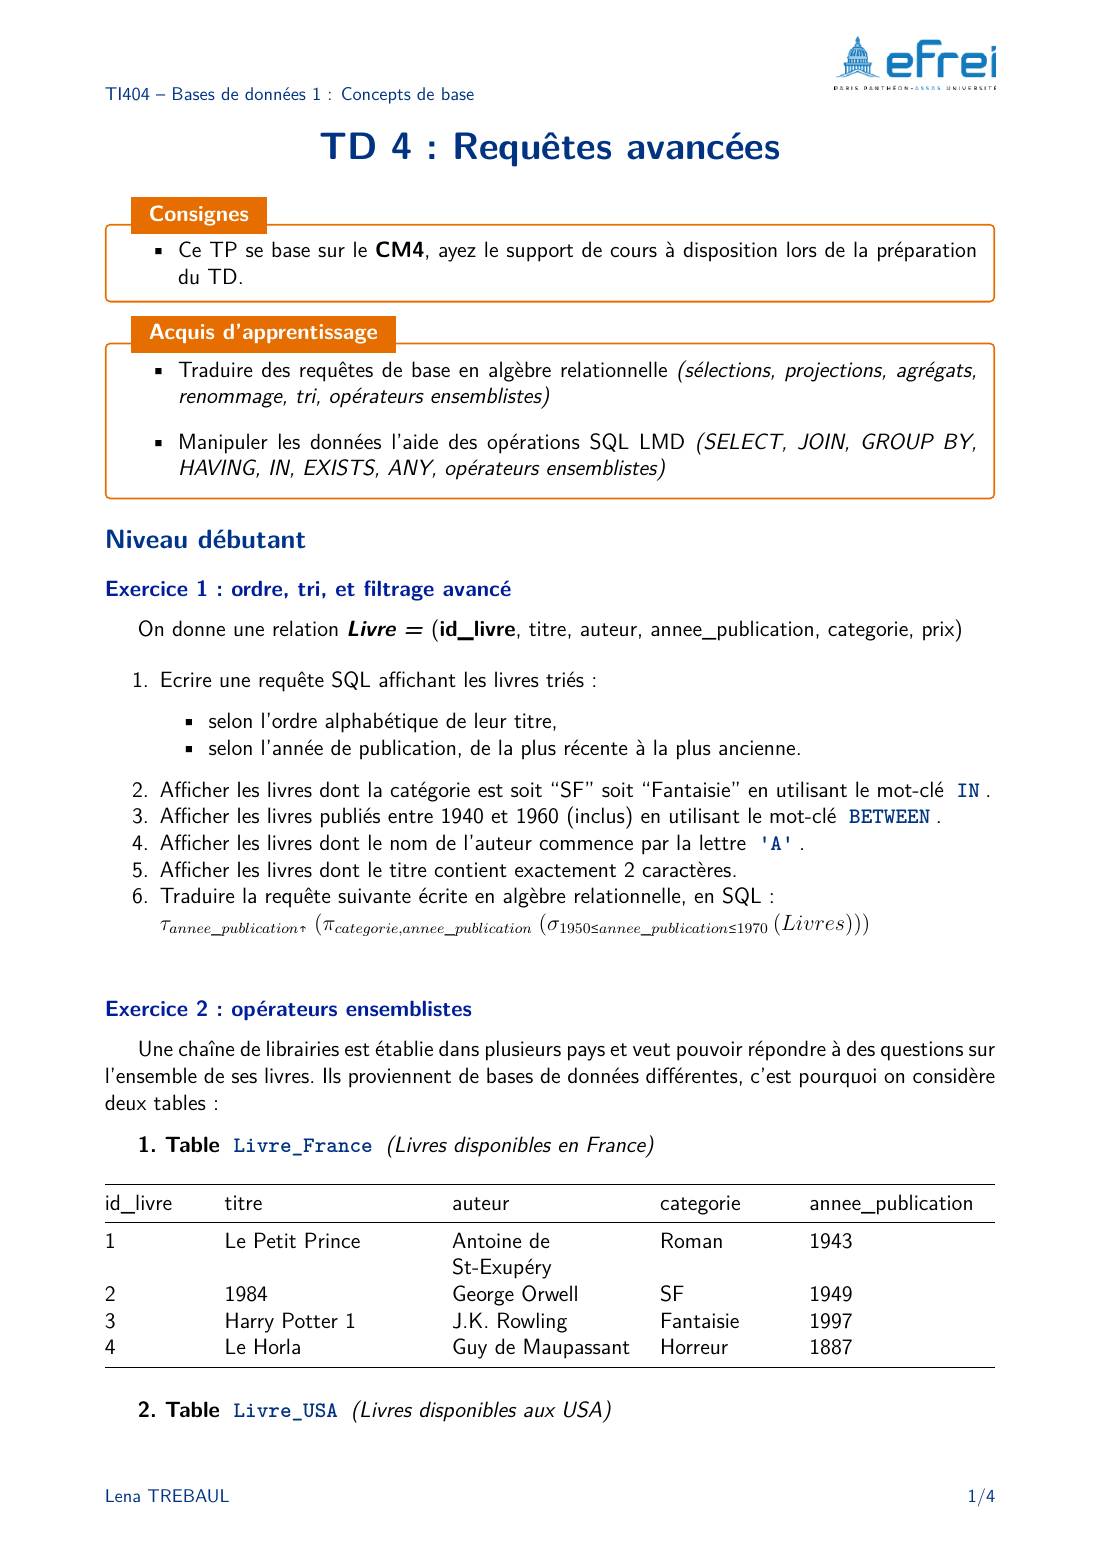 efrei
PARIS PANTHÉON-ASSAS UNIVERSITÉ
TI404 – Bases de données 1 : Concepts de base
TD 4 : Requêtes avancées
Consignes
▪ Ce TP se base sur le CM4, ayez le support de cours à disposition lors de la préparation
du TD.
Acquis d'apprentissage
▪ Traduire des requêtes de base en algèbre relationnelle (sélections, projections, agrégats,
renommage, tri, opérateurs ensemblistes)
▪ Manipuler les données l'aide des opérations SQL LMD (SELECT, JOIN, GROUP BY,
HAVING, IN, EXISTS, ANY, opérateurs ensemblistes)
Niveau débutant
Exercice 1 : ordre, tri, et filtrage avancé
On donne une relation Livre = (id_livre, titre, auteur, annee_publication, categorie, prix)
1. Ecrire une requête SQL affichant les livres triés :
▪ selon l'ordre alphabétique de leur titre,
▪ selon l'année de publication, de la plus récente à la plus ancienne.
2. Afficher les livres dont la catégorie est soit “SF” soit “Fantaisie” en utilisant le mot-clé IN .
3. Afficher les livres publiés entre 1940 et 1960 (inclus) en utilisant le mot-clé BETWEEN .
4. Afficher les livres dont le nom de l'auteur commence par la lettre 'A' .
5. Afficher les livres dont le titre contient exactement 2 caractères.
6. Traduire la requête suivante écrite en algèbre relationnelle, en SQL :
τannee_publication↑ (πcategorie,annee_publication (σ1950≤annee_publication≤1970 (Livres)))
Exercice 2 : opérateurs ensemblistes
Une chaîne de librairies est établie dans plusieurs pays et veut pouvoir répondre à des questions sur
l'ensemble de ses livres. Ils proviennent de bases de données différentes, c'est pourquoi on considère
deux tables :
1. Table Livre_France (Livres disponibles en France)
id_livre titre auteur categorie annee_publication
1 Le Petit Prince Antoine de Roman 1943
St-Exupéry
2 1984 George Orwell SF 1949
3 Harry Potter 1 J.K. Rowling Fantaisie 1997
4 Le Horla Guy de Maupassant Horreur 1887
2. Table Livre_USA (Livres disponibles aux USA)
Lena TREBAUL 1/4